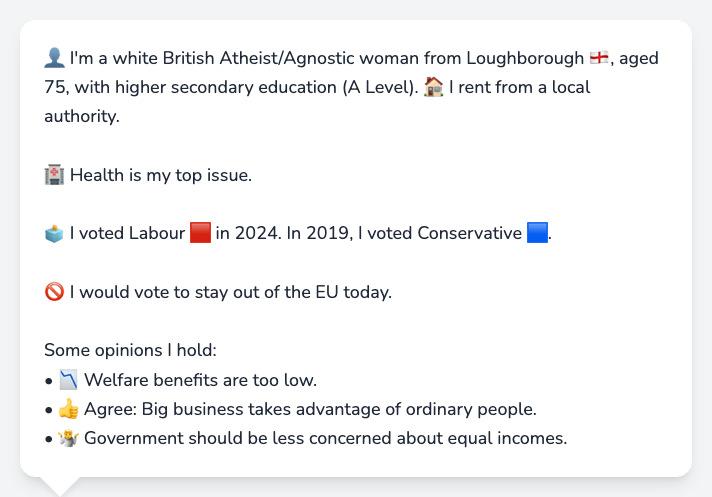 👤 I'm a white British Atheist/Agnostic woman from Loughborough 🏴󠁧󠁢󠁥󠁮󠁧󠁿, aged
75, with higher secondary education (A Level). 🏠 I rent from a local
authority.
🏥 Health is my top issue.
🗳️ I voted Labour 🟥 in 2024. In 2019, I voted Conservative 🟦.
🚫 I would vote to stay out of the EU today.
Some opinions I hold:
• 📉 Welfare benefits are too low.
• 👍 Agree: Big business takes advantage of ordinary people.
• 🤷 Government should be less concerned about equal incomes.